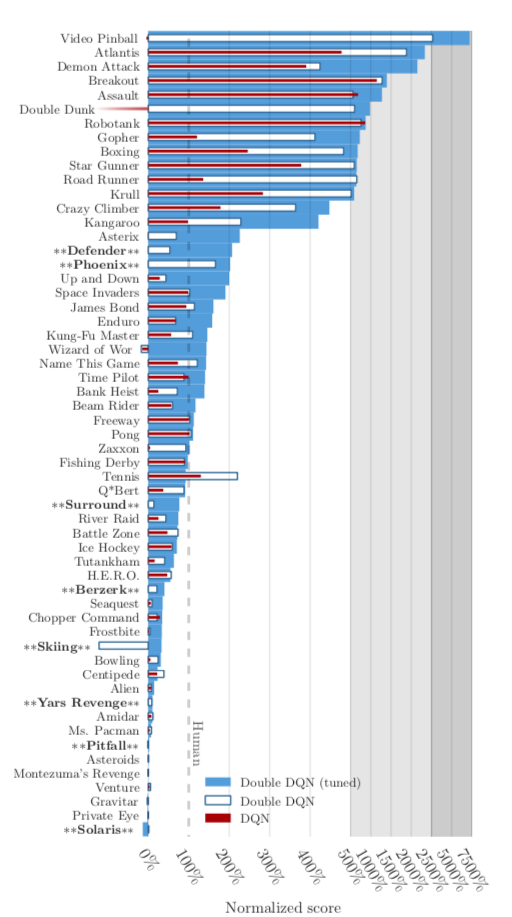 Video Pinball
Atlantis
Demon Attack
Breakout
Assault
Double Dunk
Robotank
Gopher
Boxing
Star Gunner
Road Runner
Krull
Crazy Climber
Kangaroo
Asterix
**Defender**
**Phoenix**
Up and Down
Space Invaders
James Bond
Enduro
Kung-Fu Master
Wizard of Wor
Name This Game
Time Pilot
Bank Heist
Beam Rider
Freeway
Pong
Zaxxon
Fishing Derby
Tennis
Q*Bert
**Surround**
River Raid
Battle Zone
Ice Hockey
Tutankham
H.E.R.O.
**Berzerk**
Seaquest
Chopper Command
Frostbite
**Skiing**
Bowling
Centipede
Alien
**Yars Revenge**
Amidar
Ms. Pacman
**Pitfall**
Asteroids
Montezuma's Revenge
Venture
Gravitar
Private Eye
**Solaris**
Human
Double DQN (tuned)
Double DQN
DQN
0% 100% 200% 300% 400% 500% 1000% 1500% 2000% 2500% 5000% 7500%
Normalized score